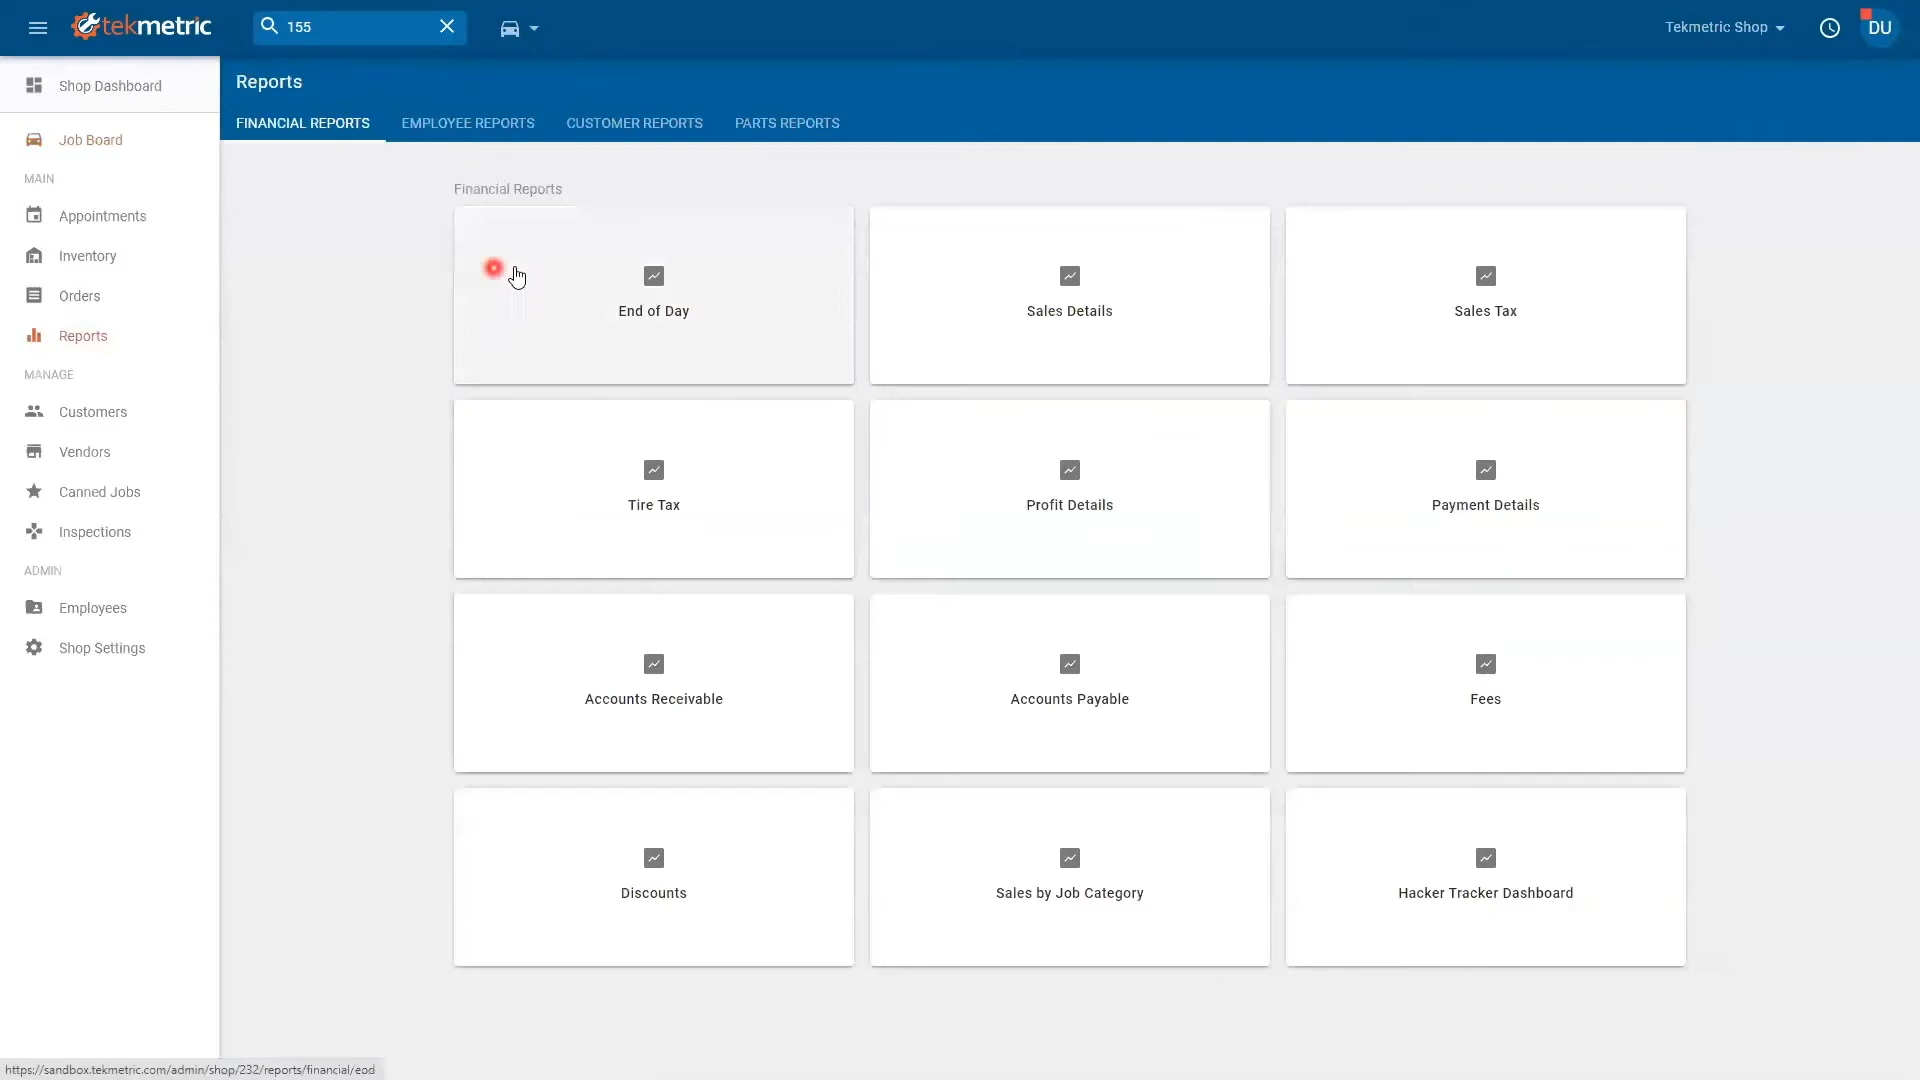 tekmetric
155
Tekmetric Shop
DU
Shop Dashboard
Job Board
MAIN
Appointments
Inventory
Orders
Reports
MANAGE
Customers
Vendors
Canned Jobs
Inspections
ADMIN
Employees
Shop Settings
Reports
FINANCIAL REPORTS
EMPLOYEE REPORTS
CUSTOMER REPORTS
PARTS REPORTS
Financial Reports
End of Day
Sales Details
Sales Tax
Tire Tax
Profit Details
Payment Details
Accounts Receivable
Accounts Payable
Fees
Discounts
Sales by Job Category
Hacker Tracker Dashboard
https://sandbox.tekmetric.com/admin/shop/232/reports/financial/eod